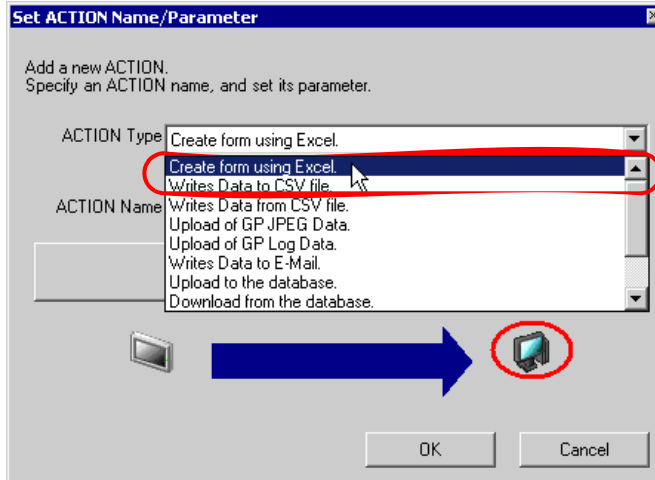 Set ACTION Name/Parameter
Add a new ACTION.
Specify an ACTION name, and set its parameter.
ACTION Type
Create form using Excel.
Create form using Excel.
Writes Data to CSV file.
ACTION Name
Writes Data from CSV file.
Upload of GP JPEG Data.
Upload of GP Log Data.
Writes Data to E-Mail.
Upload to the database.
Download from the database.
OK
Cancel